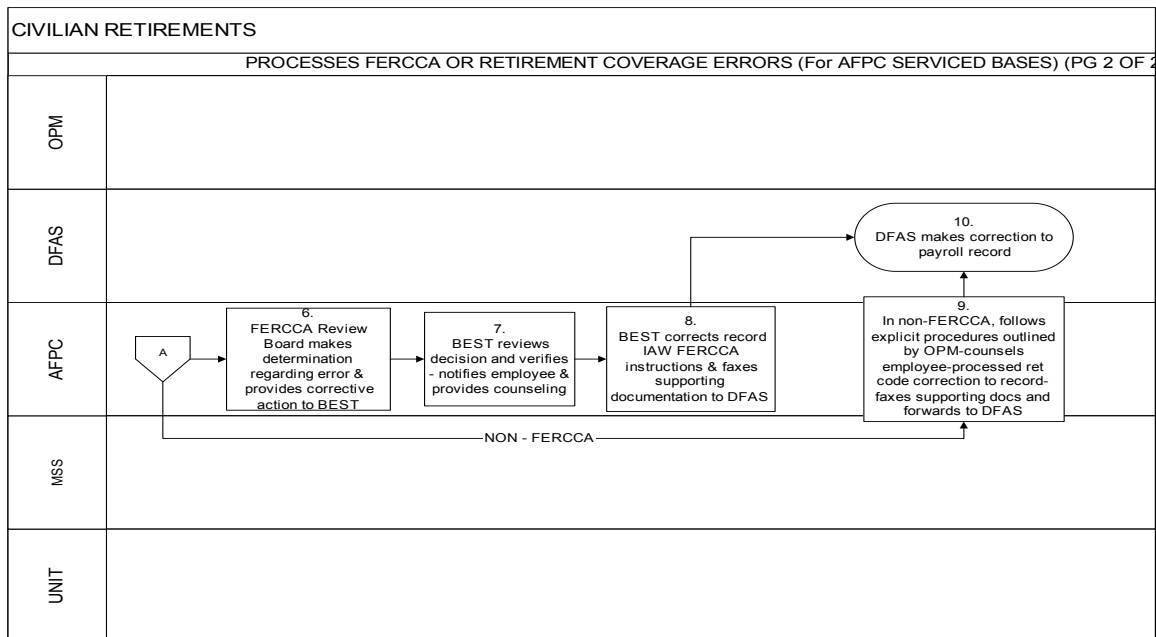 CIVILIAN RETIREMENTS
PROCESSES FERCCA OR RETIREMENT COVERAGE ERRORS (For AFPC SERVICED BASES) (PG 2 OF 2
OPM
DFAS
10.
DFAS makes correction to
payroll record
AFPC
A
6.
FERCCA Review
Board makes
determination
regarding error &
provides corrective
action to BEST
7.
BEST reviews
decision and verifies
- notifies employee &
provides counseling
8.
BEST corrects record
IAW FERCCA
instructions & faxes
supporting
documentation to DFAS
9.
In non-FERCCA, follows
explicit procedures outlined
by OPM-counsels
employee-processed ret
code correction to record-
faxes supporting docs and
forwards to DFAS
NON - FERCCA
MSS
UNIT